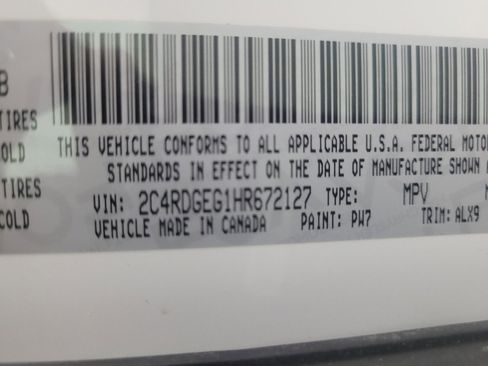 B
TIRES
COLD
TIRES
COLD
THIS VEHICLE CONFORMS TO ALL APPLICABLE U.S.A. FEDERAL MOTOR
STANDARDS IN EFFECT ON THE DATE OF MANUFACTURE SHOWN A
VIN: 2C4RDGEG1HR672127 TYPE: MPV
VEHICLE MADE IN CANADA PAINT: PW7 TRIM: ALX9